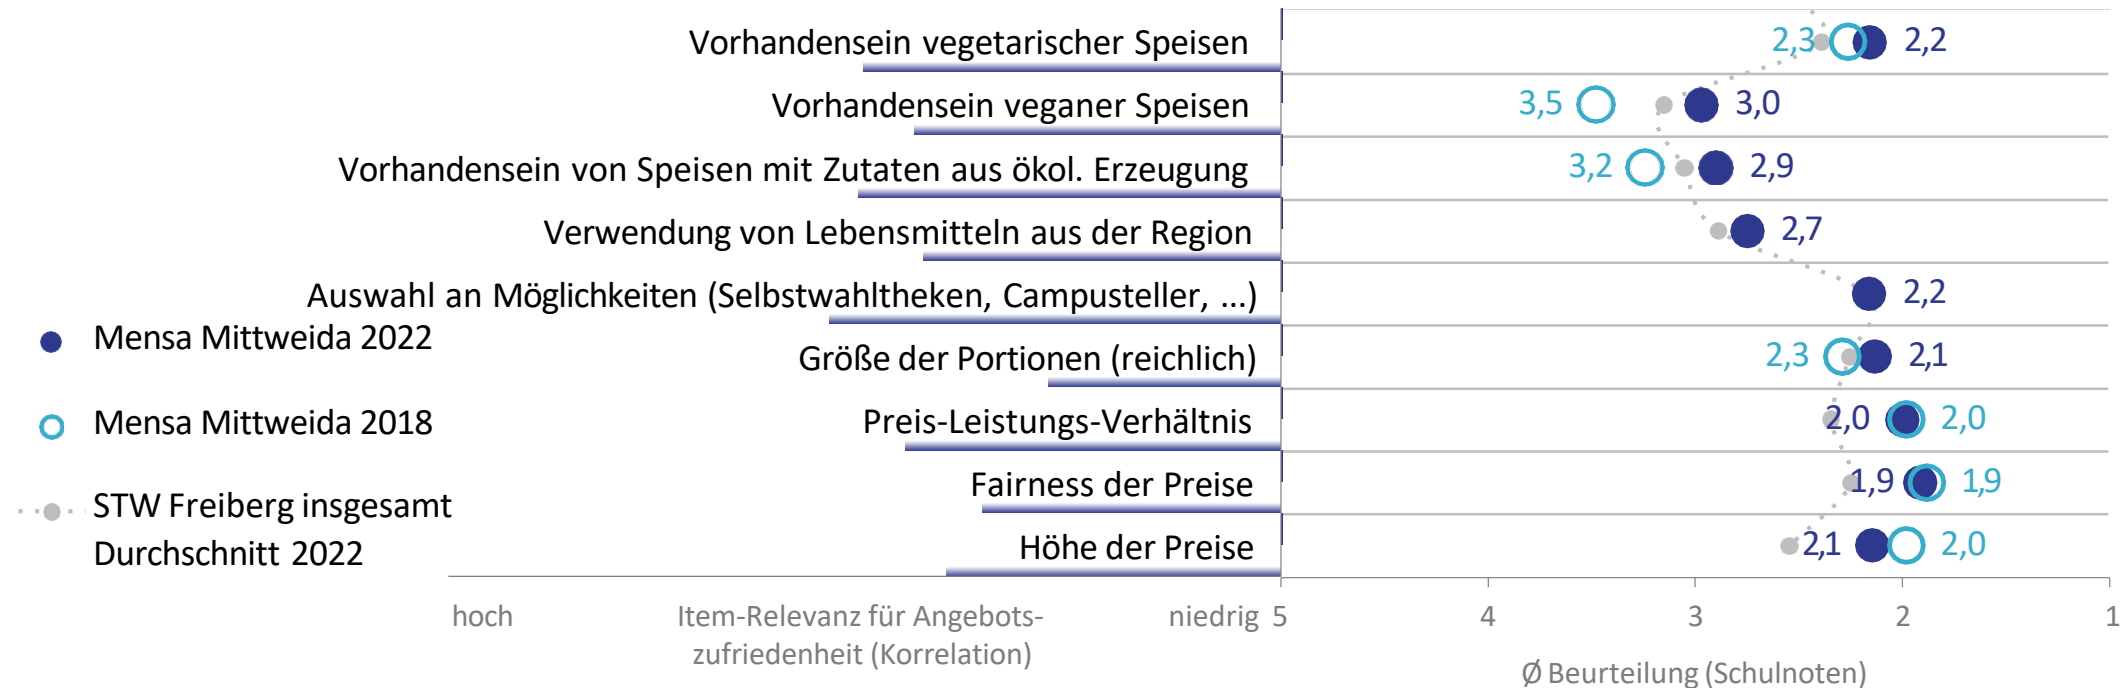 Vorhandensein vegetarischer Speisen
2,3 2,2
Vorhandensein veganer Speisen
3,5 3,0
Vorhandensein von Speisen mit Zutaten aus ökol. Erzeugung
3,2 2,9
Verwendung von Lebensmitteln aus der Region
2,7
Auswahl an Möglichkeiten (Selbstwahltheken, Campusteller, ...)
2,2
Größe der Portionen (reichlich)
2,3 2,1
Preis-Leistungs-Verhältnis
2,0 2,0
Fairness der Preise
1,9 1,9
Höhe der Preise
2,1 2,0
Mensa Mittweida 2022
Mensa Mittweida 2018
STW Freiberg insgesamt
Durchschnitt 2022
hoch
Item-Relevanz für Angebots-
zufriedenheit (Korrelation)
niedrig
5 4 3 2 1
Ø Beurteilung (Schulnoten)